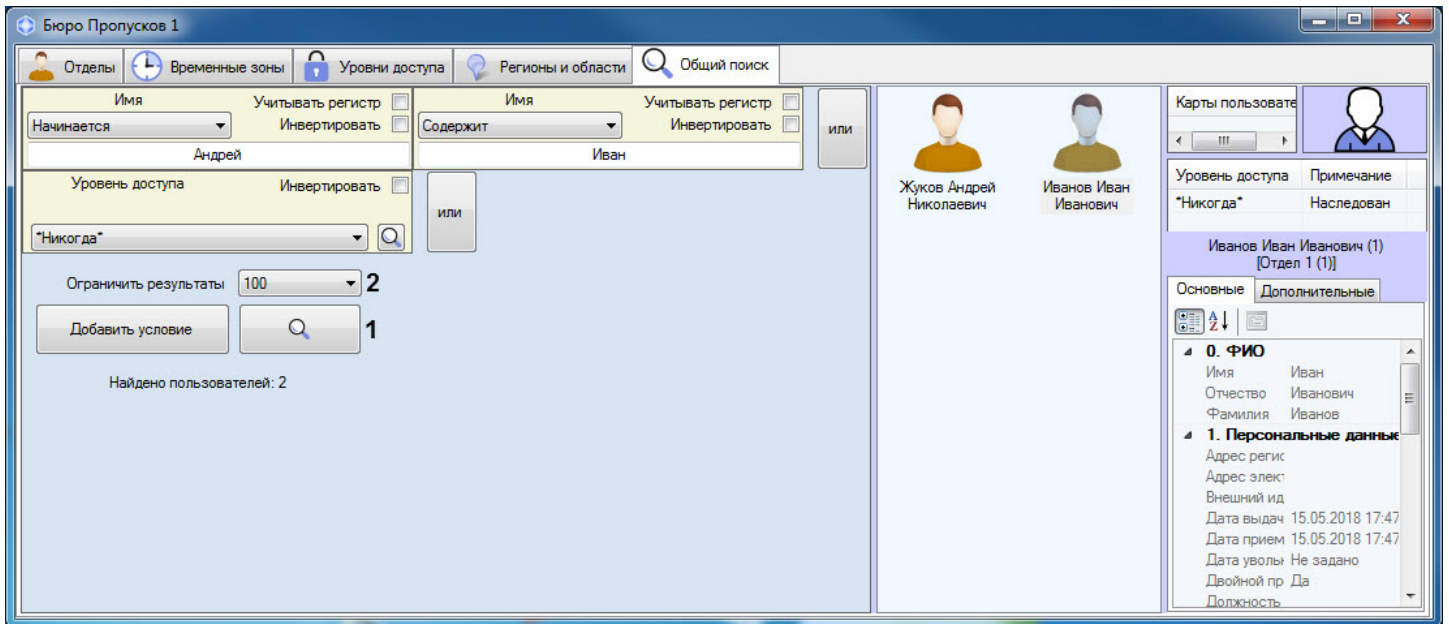 Бюро Пропусков 1
Отделы
Временные зоны
Уровни доступа
Регионы и области
Общий поиск
Имя
Учитывать регистр
Начинается
Инвертировать
Андрей
Имя
Учитывать регистр
Содержит
Инвертировать
Иван
или
Уровень доступа
Инвертировать
*Никогда*
или
Ограничить результаты 100 2
Добавить условие 1
Найдено пользователей: 2
Жуков Андрей
Николаевич
Иванов Иван
Иванович
Карты пользовате
Уровень доступа Примечание
*Никогда* Наследован
Иванов Иван Иванович (1)
[Отдел 1 (1)]
Основные Дополнительные
0. ФИО
Имя Иван
Отчество Иванович
Фамилия Иванов
1. Персональные данные
Адрес регис
Адрес элект
Внешний ид
Дата выдач 15.05.2018 17:47
Дата прием 15.05.2018 17:47
Дата увольн Не задано
Двойной пр Да
Должность